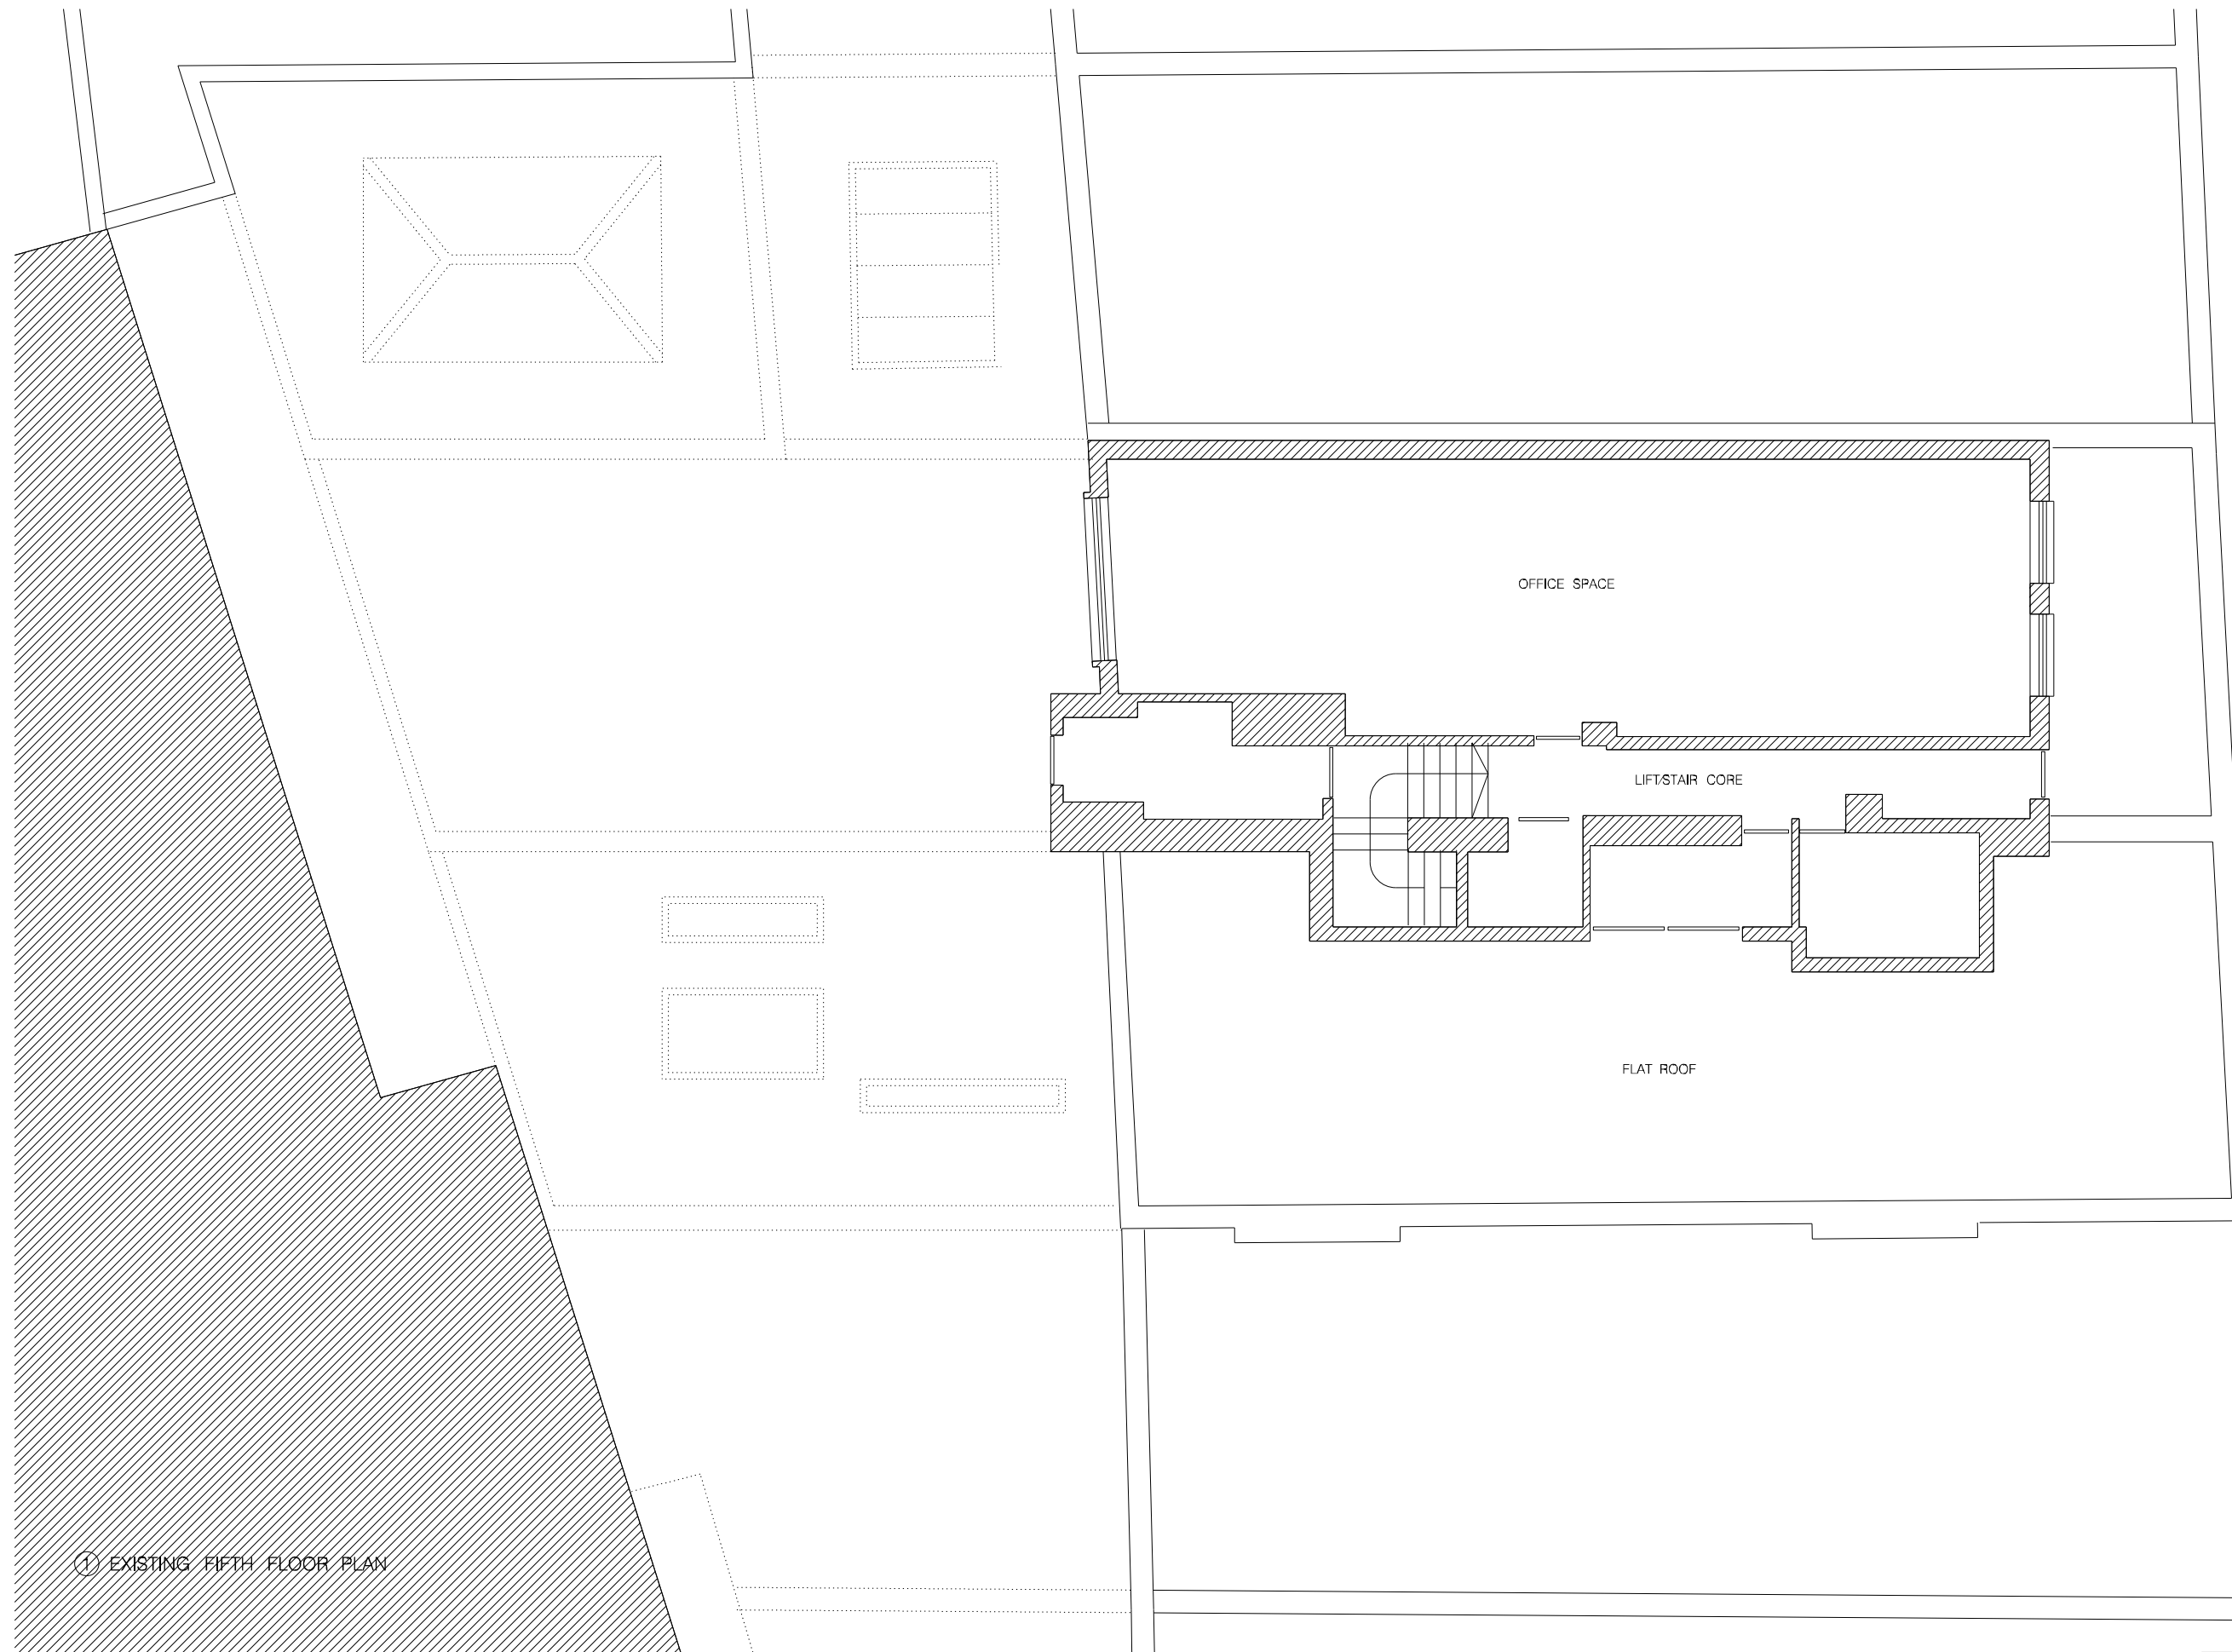 OFFICE SPACE
LIFT/STAIR CORE
FLAT ROOF
1 EXISTING FIFTH FLOOR PLAN